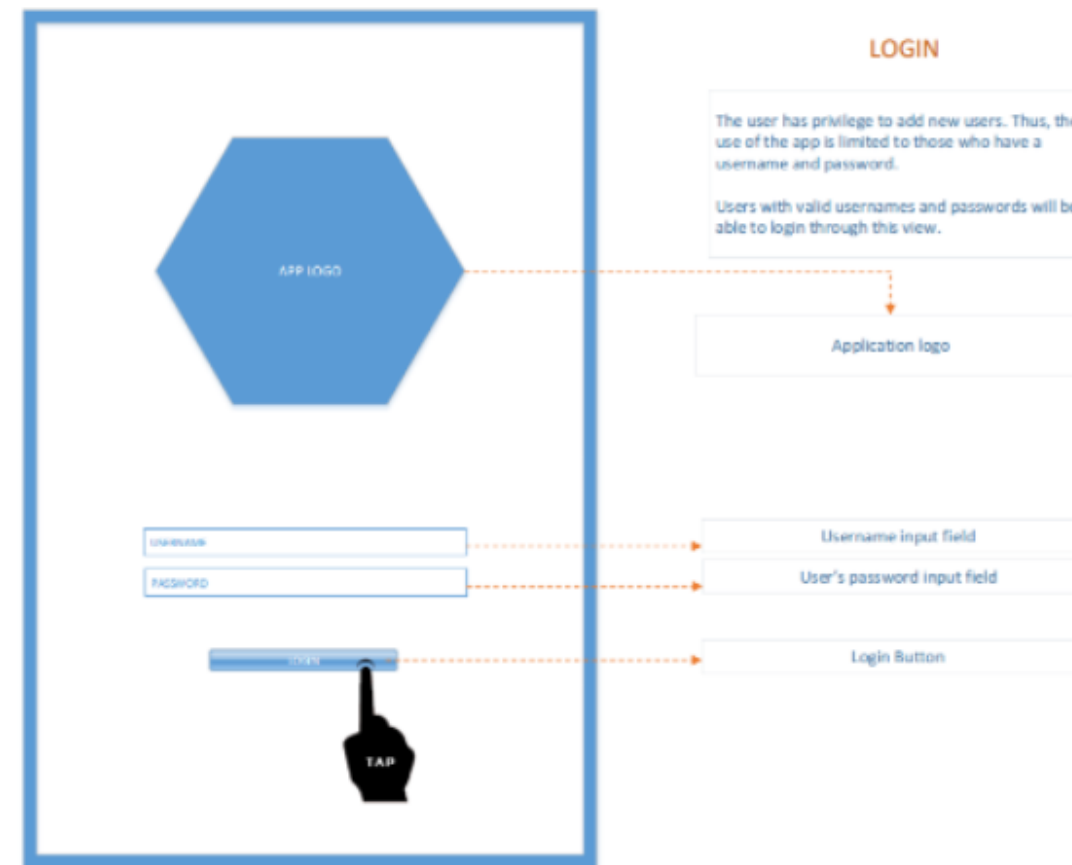 LOGIN
The user has privilege to add new users. Thus, the
use of the app is limited to those who have a
username and password.
Users with valid usernames and passwords will be
able to login through this view.
APP LOGO
Application logo
USERNAME
Username input field
PASSWORD
User's password input field
LOGIN
Login Button
TAP